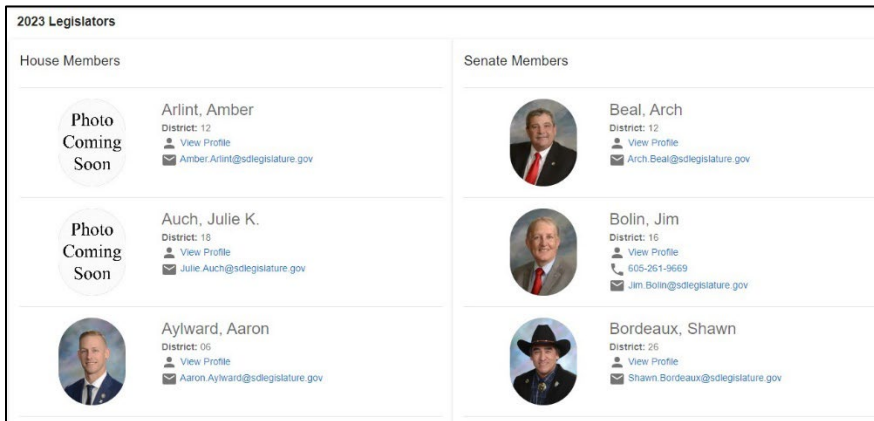 2023 Legislators
House Members
Photo
Coming
Soon
Arlint, Amber
District: 12
View Profile
Amber.Arlint@sdlegislature.gov
Photo
Coming
Soon
Auch, Julie K.
District: 18
View Profile
Julie.Auch@sdlegislature.gov
Aylward, Aaron
District: 06
View Profile
Aaron.Aylward@sdlegislature.gov
Senate Members
Beal, Arch
District: 12
View Profile
Arch.Beal@sdlegislature.gov
Bolin, Jim
District: 16
View Profile
605-261-9669
Jim.Bolin@sdlegislature.gov
Bordeaux, Shawn
District: 26
View Profile
Shawn.Bordeaux@sdlegislature.gov